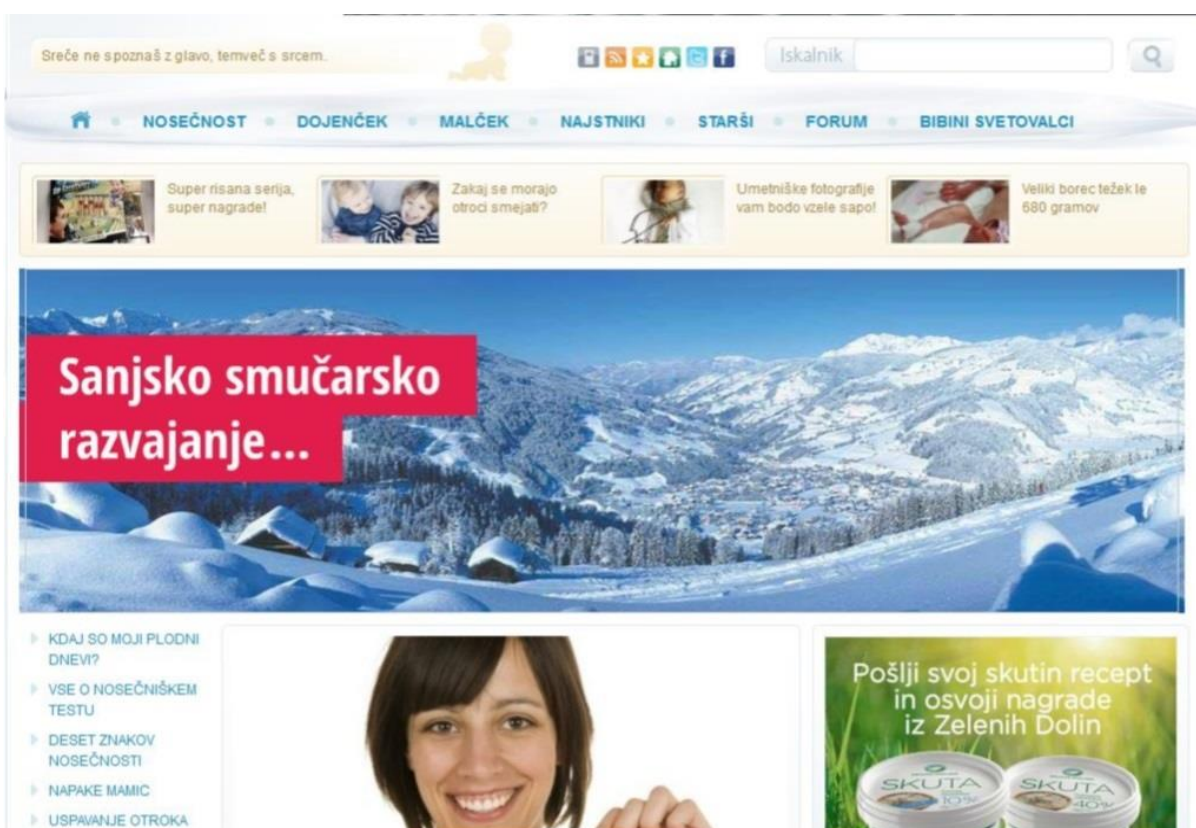 Sreče ne spoznaš z glavo, temveč s srcem.
Iskalnik
NOSEČNOST
DOJENČEK
MALČEK
NAJSTNIKI
STARŠI
FORUM
BIBINI SVETOVALCI
Super risana serija,
super nagrade!
Zakaj se morajo
otroci smejati?
Umetniške fotografije
vam bodo vzele sapo!
Veliki borec težek le
680 gramov
Sanjsko smučarsko
razvajanje...
KDAJ SO MOJI PLODNI
DNEVI?
VSE O NOSEČNIŠKEM
TESTU
DESET ZNAKOV
NOSEČNOSTI
NAPAKE MAMIC
USPAVANJE OTROKA
Pošlji svoj skutin recept
in osvoji nagrade
iz Zelenih Dolin
SKUTA
10%
SKUTA
40%